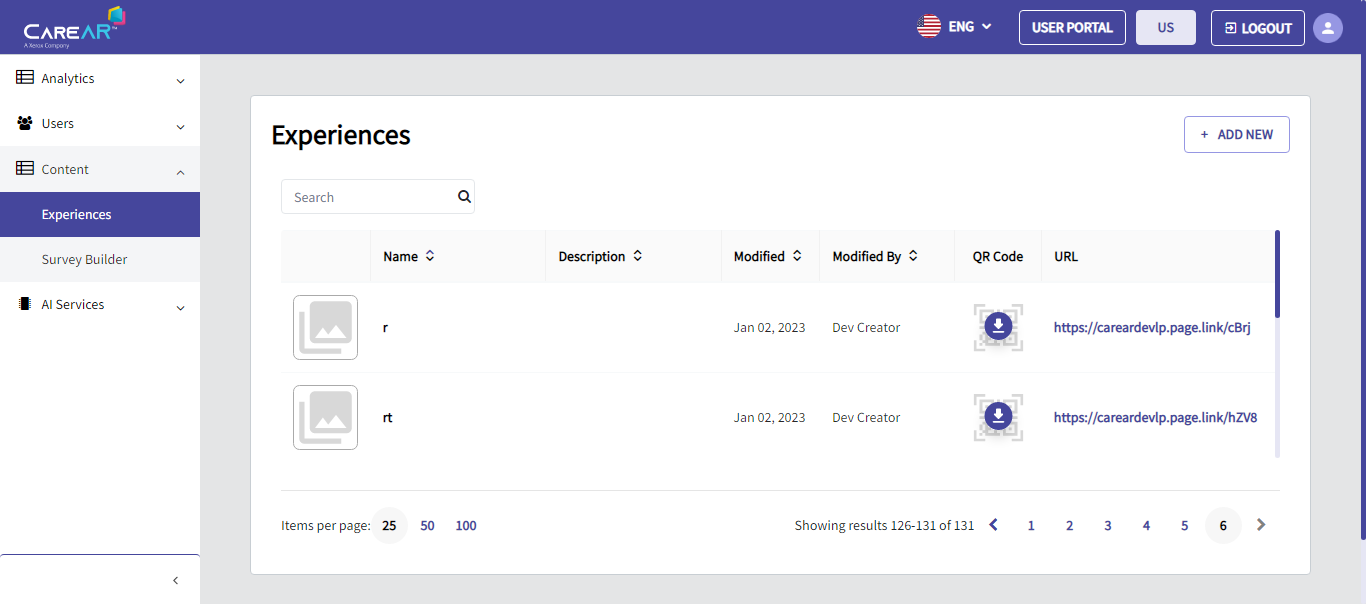 CAREAR™
A Xerox Company
ENG
USER PORTAL
US
LOGOUT
Analytics
Users
Content
Experiences
Survey Builder
AI Services
Experiences
+ ADD NEW
Search
Name Description Modified Modified By QR Code URL
r Jan 02, 2023 Dev Creator https://careardevlp.page.link/cBrj
rt Jan 02, 2023 Dev Creator https://careardevlp.page.link/hZV8
Items per page: 25 50 100 Showing results 126-131 of 131 1 2 3 4 5 6